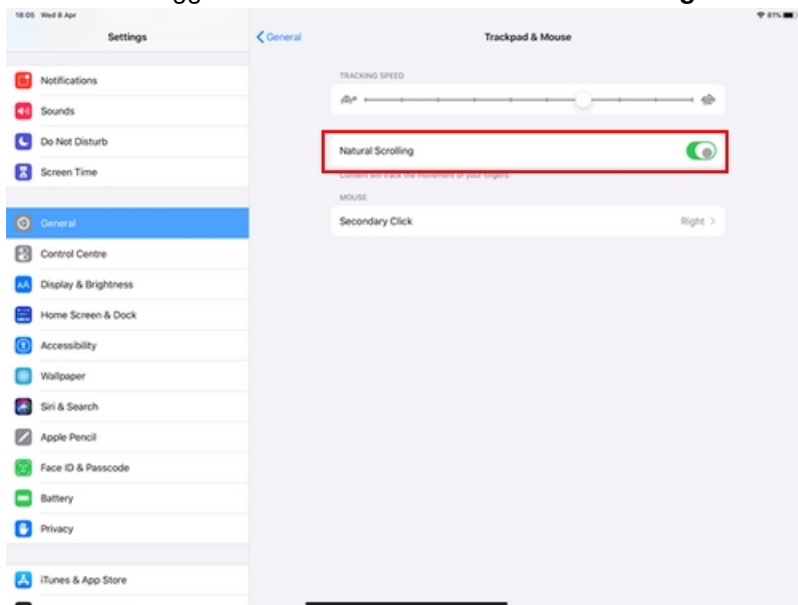 18:05 Wed 8 Apr
81%
Settings
General
Trackpad & Mouse
Notifications
Sounds
Do Not Disturb
Screen Time
General
Control Centre
Display & Brightness
Home Screen & Dock
Accessibility
Wallpaper
Siri & Search
Apple Pencil
Face ID & Passcode
Battery
Privacy
iTunes & App Store
TRACKING SPEED
Natural Scrolling
Content will track the movement of your fingers.
MOUSE
Secondary Click
Right